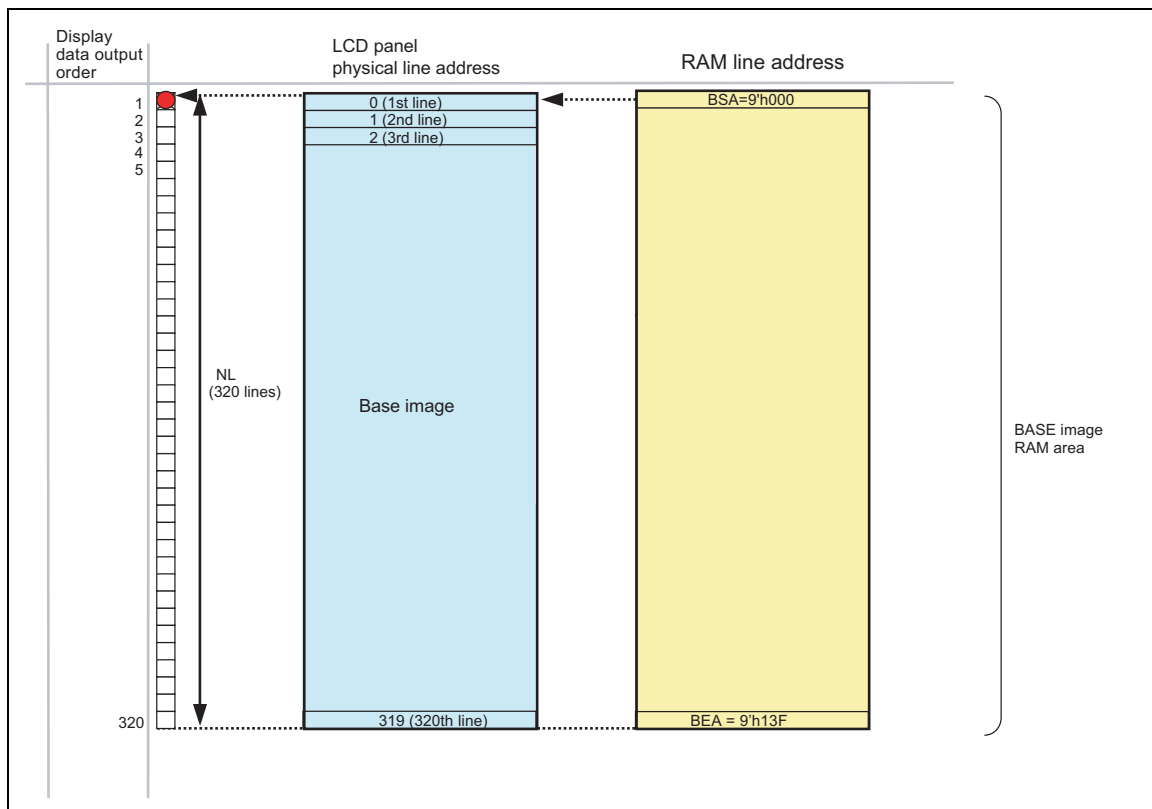 Display
data output
order
LCD panel
physical line address
RAM line address
1
2
3
4
5
320
NL
(320 lines)
0 (1st line)
1 (2nd line)
2 (3rd line)
Base image
319 (320th line)
BSA=9'h000
BEA = 9'h13F
BASE image
RAM area